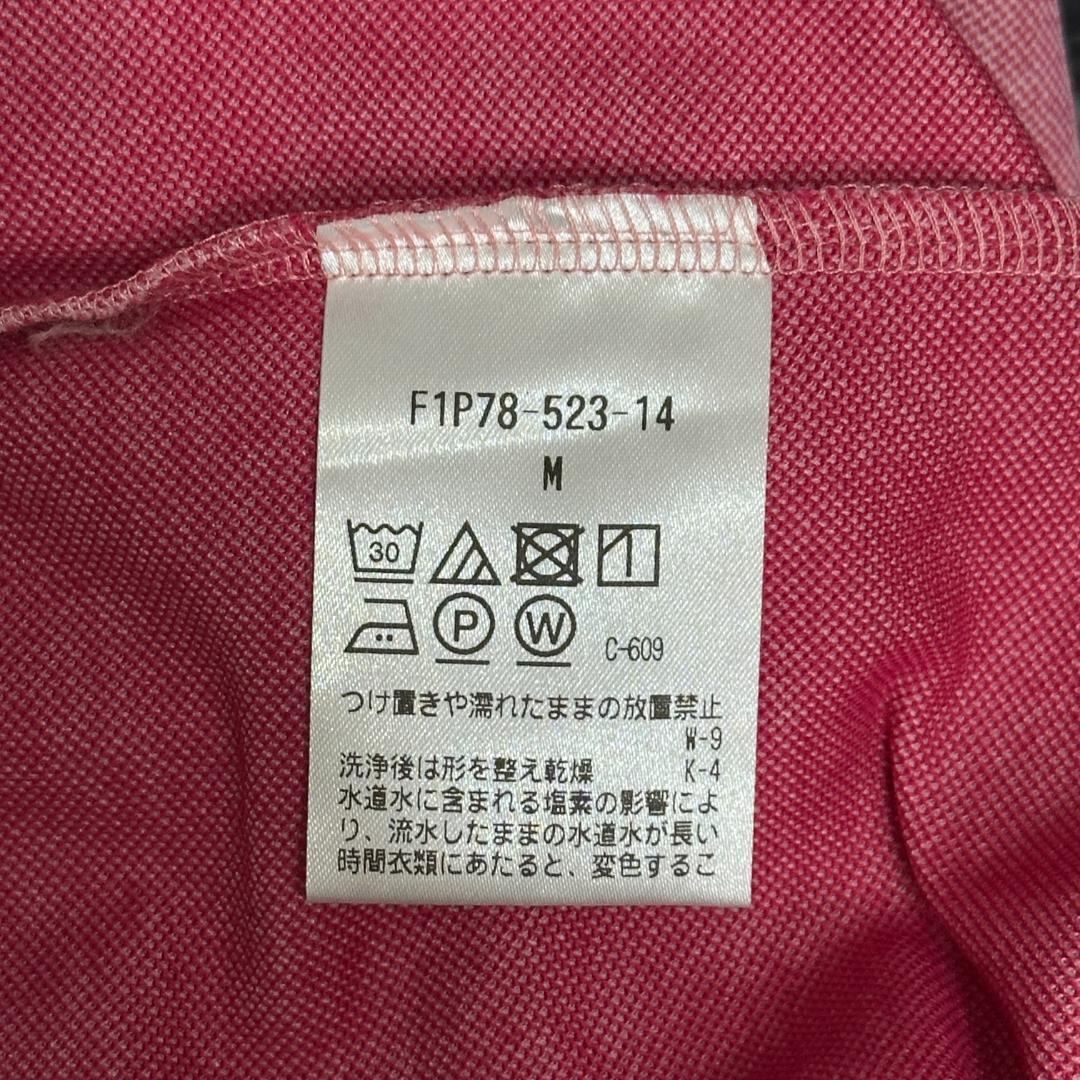 F1P78-523-14
M
30
P W C-609
つけ置きや濡れたままの放置禁止
W-9
洗浄後は形を整え乾燥 K-4
水道水に含まれる塩素の影響によ
り、流水したままの水道水が長い
時間衣類にあたると、変色するこ